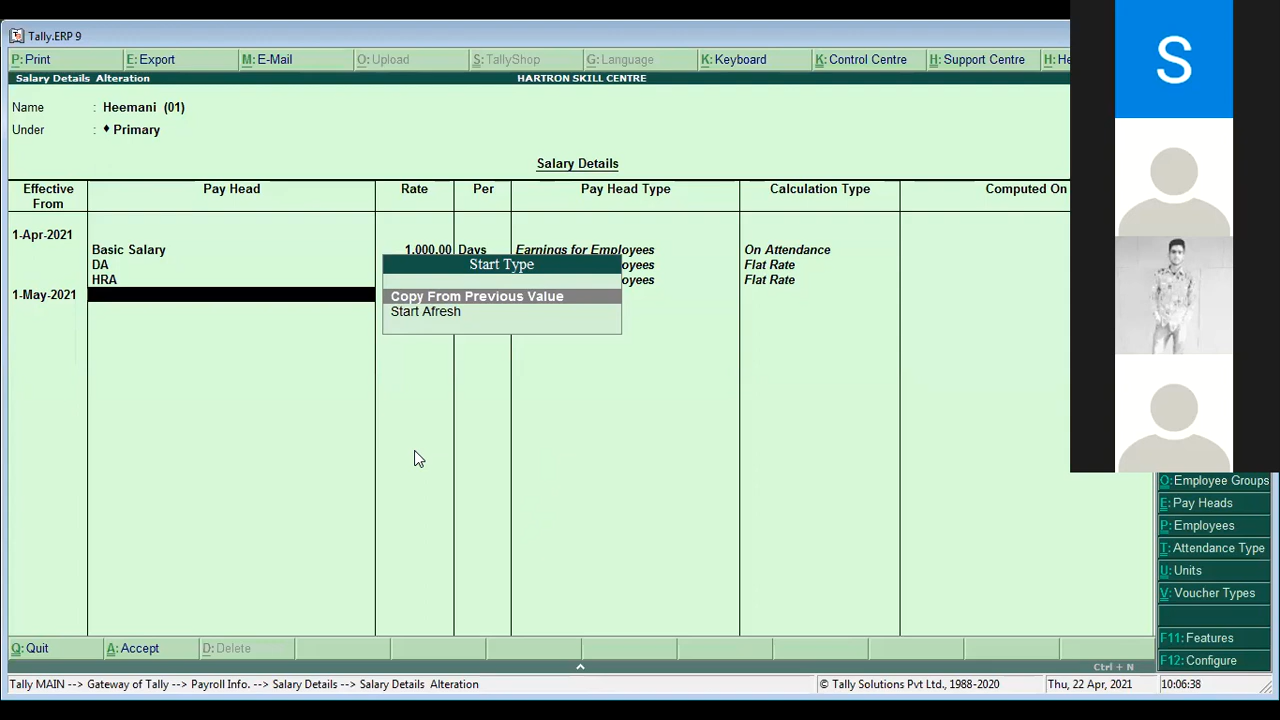 Tally.ERP 9
P: Print
E: Export
M: E-Mail
O: Upload
S: TallyShop
G: Language
K: Keyboard
K: Control Centre
H: Support Centre
H: He
Salary Details Alteration
HARTRON SKILL CENTRE
Name : Heemani (01)
Under : ♦ Primary
Salary Details
Effective From
Pay Head
Rate
Per
Pay Head Type
Calculation Type
Computed On
1-Apr-2021
Basic Salary 1,000.00 Days Earnings for Employees On Attendance
DA oyees Flat Rate
HRA oyees Flat Rate
1-May-2021
Start Type
Copy From Previous Value
Start Afresh
S
O: Employee Groups
E: Pay Heads
P: Employees
T: Attendance Type
U: Units
V: Voucher Types
F11: Features
F12: Configure
Q: Quit
A: Accept
D: Delete
Ctrl + N
Tally MAIN --> Gateway of Tally --> Payroll Info. --> Salary Details --> Salary Details Alteration
© Tally Solutions Pvt Ltd., 1988-2020
Thu, 22 Apr, 2021
10:06:38